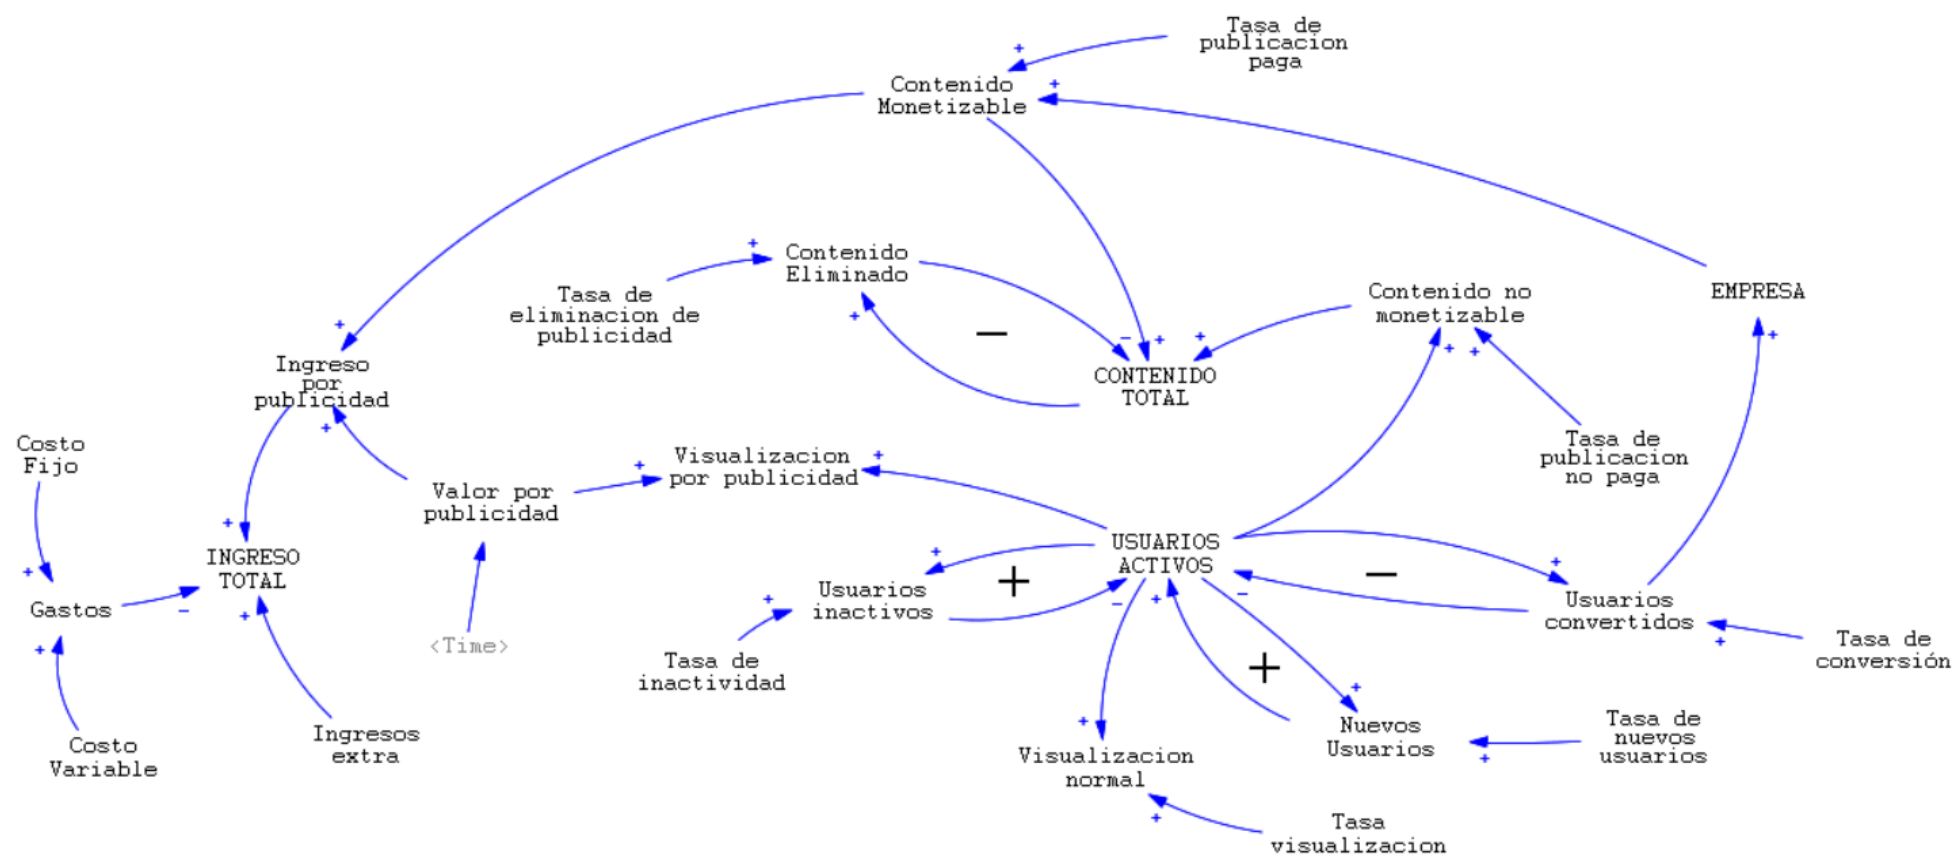 Tasa de
publicacion
paga
Contenido
Monetizable
+
+
Contenido
Eliminado
+
Tasa de
eliminacion de
publicidad
+
−
Contenido no
monetizable
EMPRESA
+
−
+
+
+
+
CONTENIDO
TOTAL
+
Ingreso
por
publicidad
+
Costo
Fijo
Visualizacion
por publicidad
+
+
Tasa de
publicacion
no paga
Valor por
publicidad
+
INGRESO
TOTAL
USUARIOS
ACTIVOS
+
Gastos
−
+
+
+
<Time>
Usuarios
inactivos
+
+
+
−
+
−
−
+
Usuarios
convertidos
+
Tasa de
conversión
Tasa de
inactividad
+
+
Nuevos
Usuarios
+
Tasa de
nuevos
usuarios
Costo
Variable
Ingresos
extra
+
Visualizacion
normal
+
Tasa
visualizacion